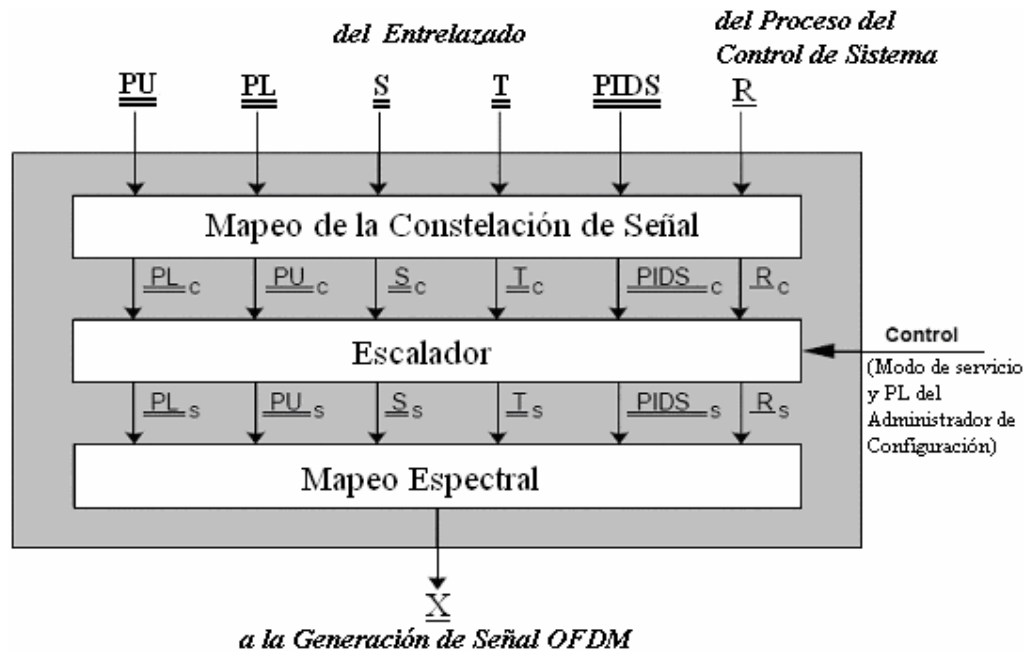 del Entrelazado
del Proceso del
Control de Sistema
PU PL S T PIDS R
Mapeo de la Constelación de Señal
PL C PU C S C T C PIDS C R C
Escalador
Control
(Modo de servicio
y PL del
Administrador de
Configuración)
PL S PU S S S T S PIDS S R S
Mapeo Espectral
X
a la Generación de Señal OFDM